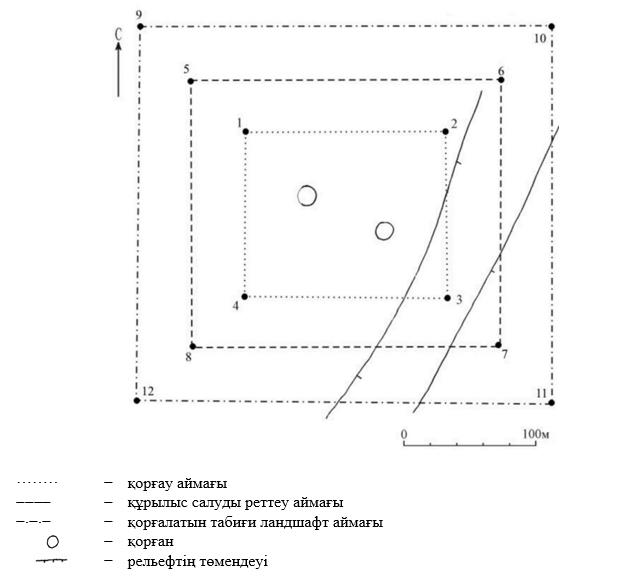 9
10
С
5
6
1
2
4
3
8
7
12
11
0 100м
– қорғау аймағы
– құрылыс салуды реттеу аймағы
– қорғалатын табиғи ландшафт аймағы
– қорған
– рельефтің төмендеуі